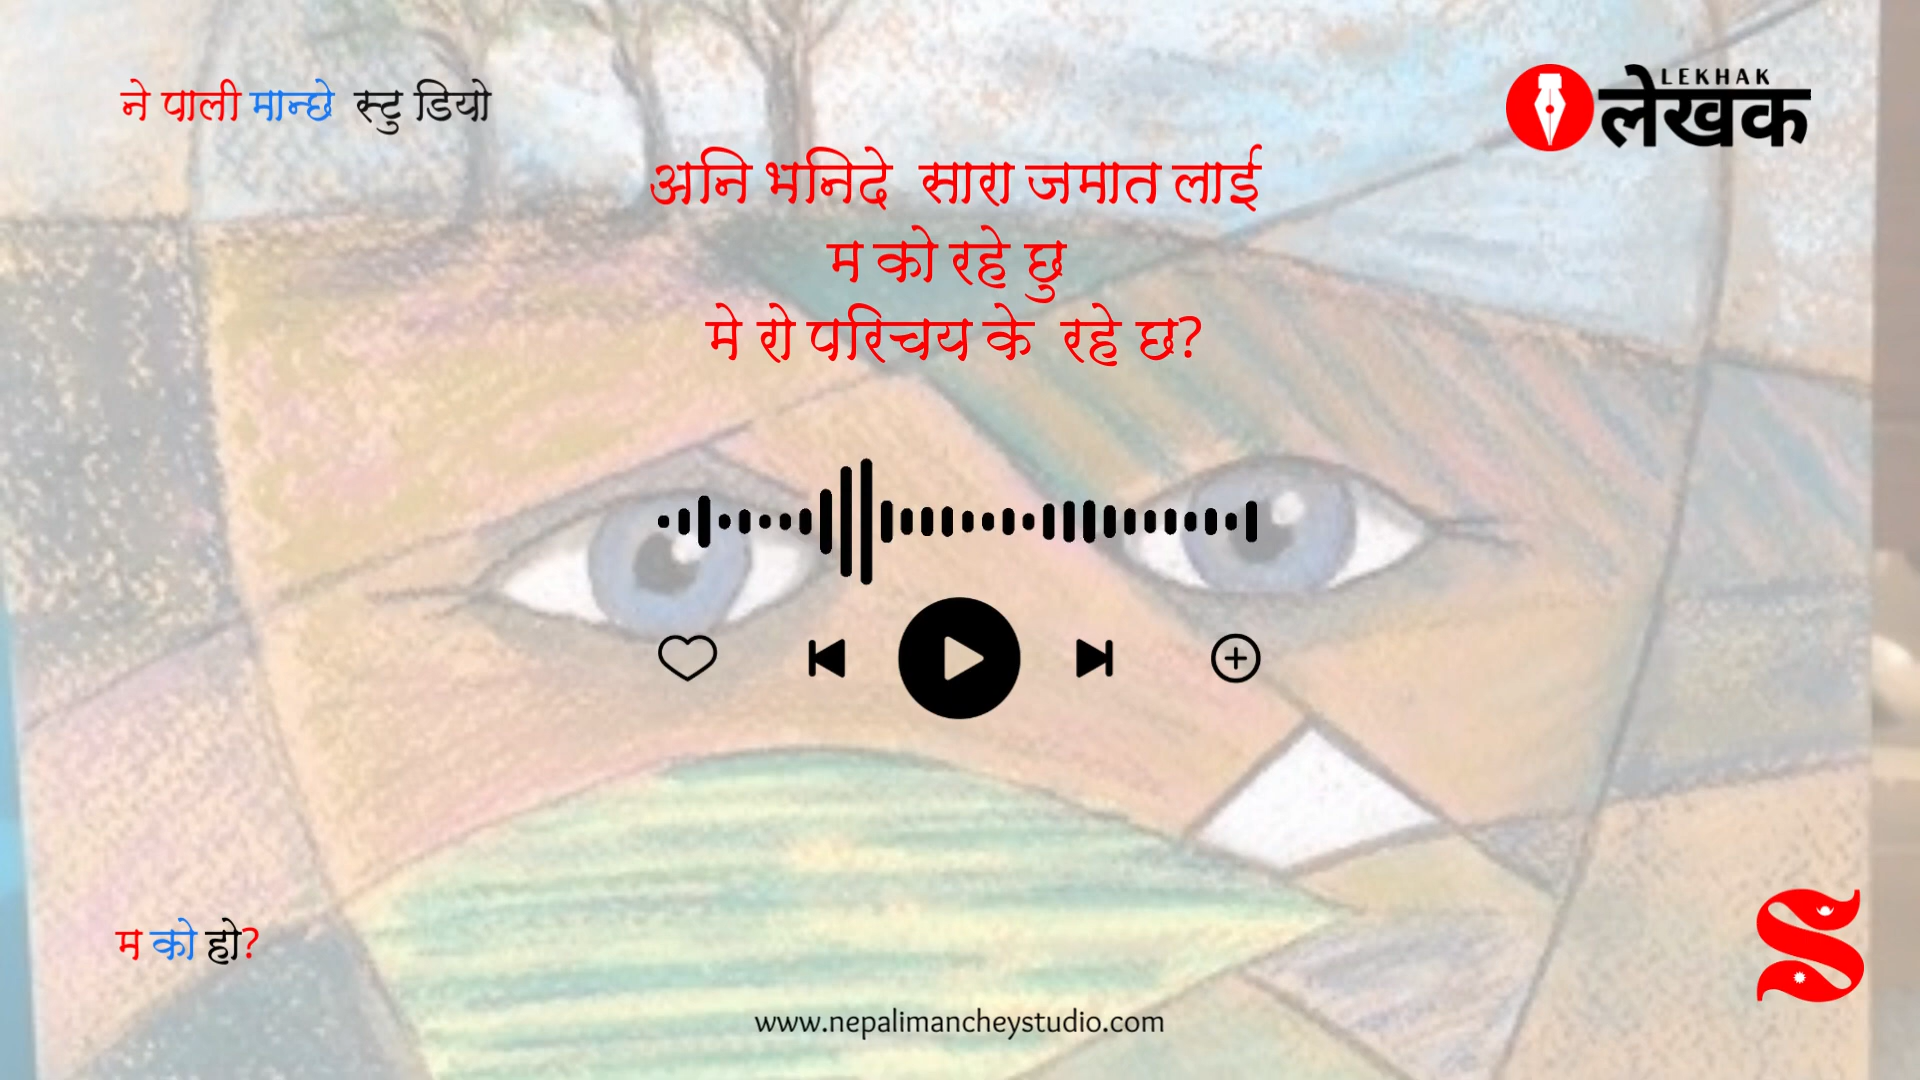 नेपाली मान्छे स्टुडियो
LEKHAK
लेखक
अनि भनिदे सारा जमात लाई
म को रहेछु
मेरो परिचय के रहेछ?
म को हो?
www.nepalimancheystudio.com